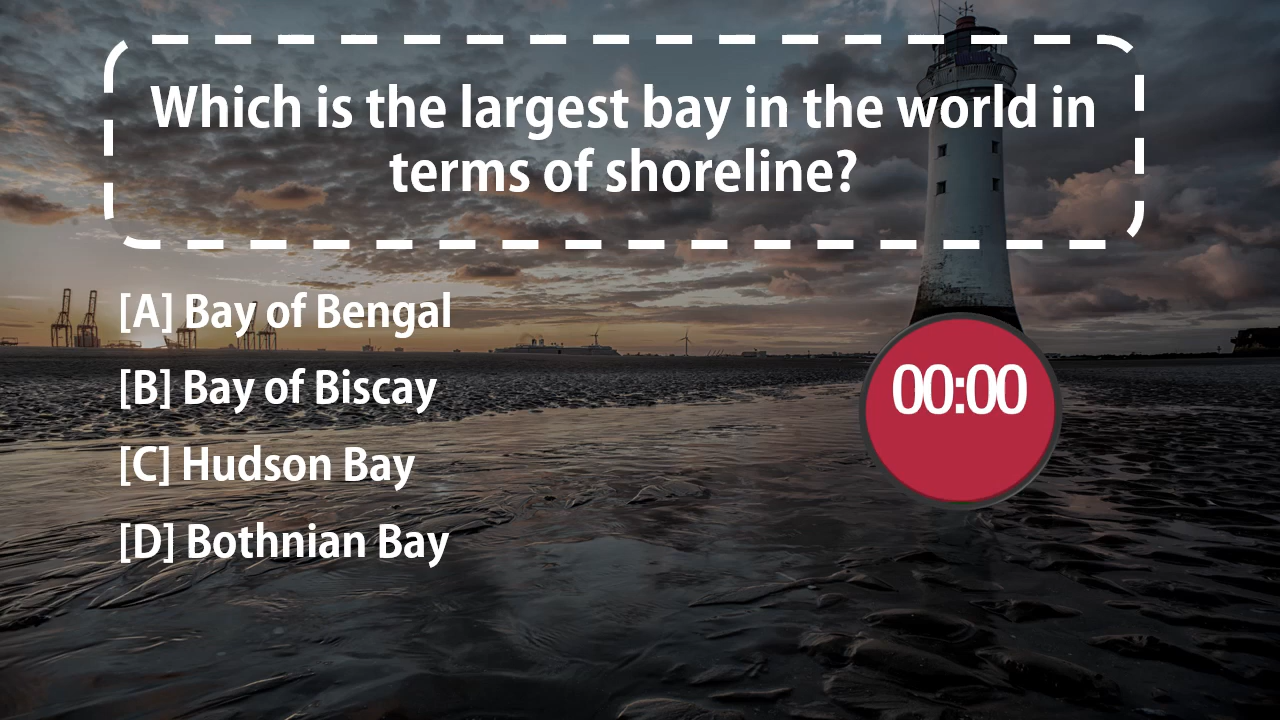 Which is the largest bay in the world in
terms of shoreline?
[A] Bay of Bengal
[B] Bay of Biscay
[C] Hudson Bay
[D] Bothnian Bay
00:00